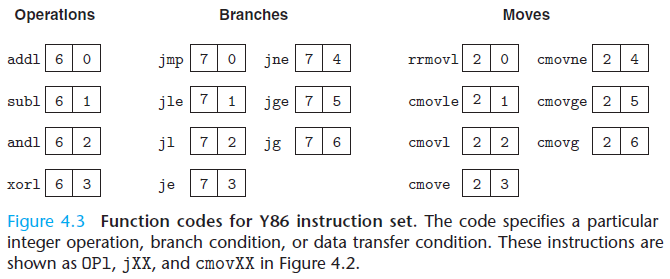 Operations Branches Moves
addl 6 0 jmp 7 0 jne 7 4 rrmovl 2 0 cmovne 2 4
subl 6 1 jle 7 1 jge 7 5 cmovle 2 1 cmovge 2 5
andl 6 2 jl 7 2 jg 7 6 cmovl 2 2 cmovg 2 6
xorl 6 3 je 7 3 cmove 2 3
Figure 4.3 Function codes for Y86 instruction set. The code specifies a particular
integer operation, branch condition, or data transfer condition. These instructions are
shown as OPl, jXX, and cmovXX in Figure 4.2.